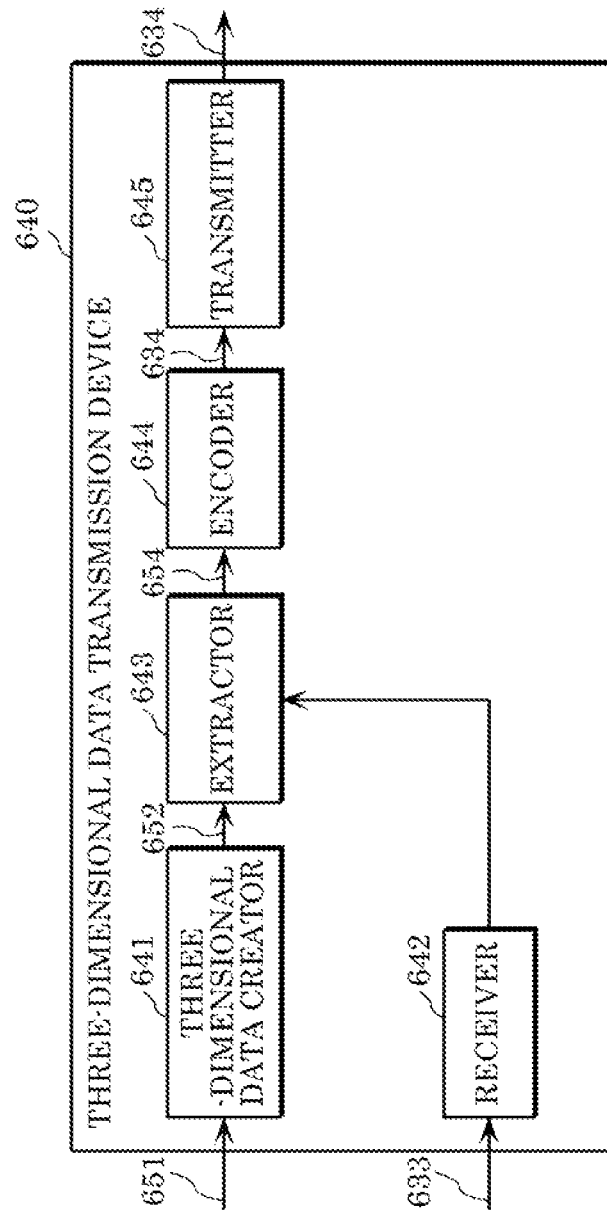 640
THREE-DIMENSIONAL DATA TRANSMISSION DEVICE
651
641
THREE
-DIMENSIONAL
DATA CREATOR
652
643
EXTRACTOR
654
644
ENCODER
634
645
TRANSMITTER
634
633
642
RECEIVER